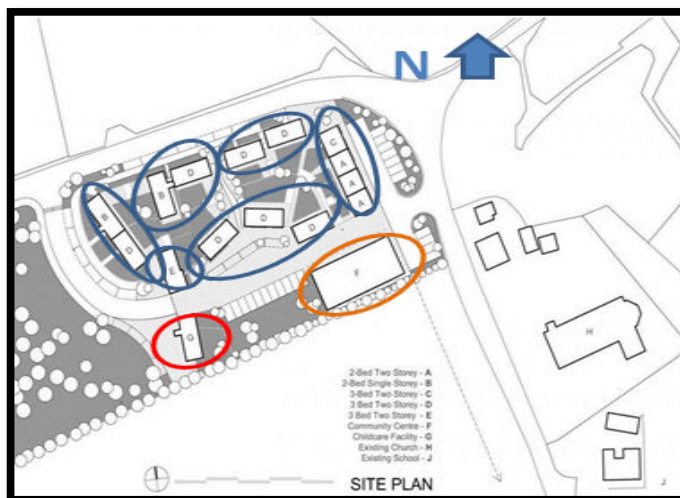 N
D
D
C
D
B
D
A
A
B
A
D
D
D
D
E
F
G
H
2-Bed Two Storey - A
2-Bed Single Storey - B
3-Bed Two Storey - C
3 Bed Two Storey - D
3 Bed Two Storey - E
Community Centre - F
Childcare Facility - G
Existing Church - H
Existing School - J
J
SITE PLAN